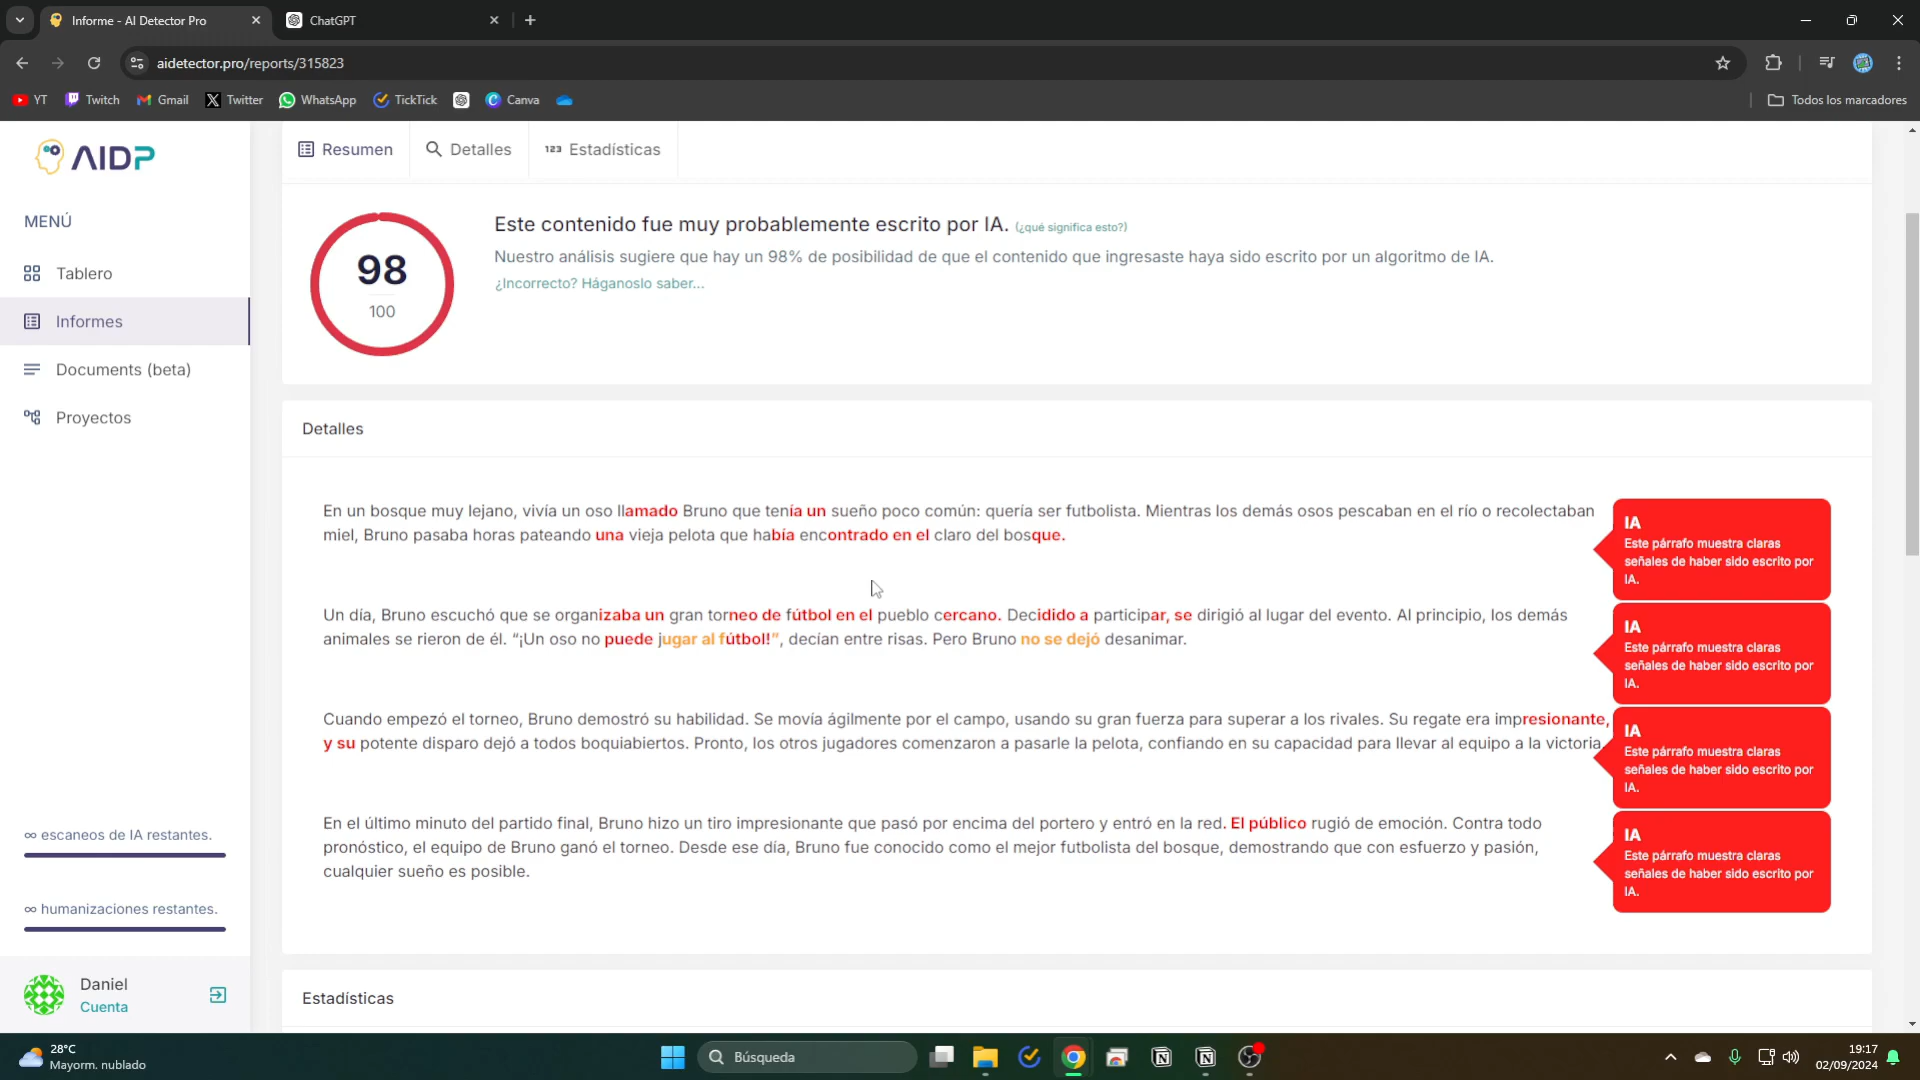 Informe - AI Detector Pro
ChatGPT
aidetector.pro/reports/315823
YT
Twitch
Gmail
Twitter
WhatsApp
TickTick
Canva
Todos los marcadores
AIDP
MENÚ
Tablero
Informes
Documents (beta)
Proyectos
∞ escaneos de IA restantes.
∞ humanizaciones restantes.
Daniel
Cuenta
Resumen
Detalles
123 Estadísticas
98
100
Este contenido fue muy probablemente escrito por IA. (¿qué significa esto?)
Nuestro análisis sugiere que hay un 98% de posibilidad de que el contenido que ingresaste haya sido escrito por un algoritmo de IA.
¿Incorrecto? Háganoslo saber...
Detalles
En un bosque muy lejano, vivía un oso llamado Bruno que tenía un sueño poco común: quería ser futbolista. Mientras los demás osos pescaban en el río o recolectaban
miel, Bruno pasaba horas pateando una vieja pelota que había encontrado en el claro del bosque.
IA
Este párrafo muestra claras
señales de haber sido escrito por
IA.
Un día, Bruno escuchó que se organizaba un gran torneo de fútbol en el pueblo cercano. Decidido a participar, se dirigió al lugar del evento. Al principio, los demás
animales se rieron de él. “¡Un oso no puede jugar al fútbol!”, decían entre risas. Pero Bruno no se dejó desanimar.
IA
Este párrafo muestra claras
señales de haber sido escrito por
IA.
Cuando empezó el torneo, Bruno demostró su habilidad. Se movía ágilmente por el campo, usando su gran fuerza para superar a los rivales. Su regate era impresionante,
y su potente disparo dejó a todos boquiabiertos. Pronto, los otros jugadores comenzaron a pasarle la pelota, confiando en su capacidad para llevar al equipo a la victoria.
IA
Este párrafo muestra claras
señales de haber sido escrito por
IA.
En el último minuto del partido final, Bruno hizo un tiro impresionante que pasó por encima del portero y entró en la red. El público rugió de emoción. Contra todo
pronóstico, el equipo de Bruno ganó el torneo. Desde ese día, Bruno fue conocido como el mejor futbolista del bosque, demostrando que con esfuerzo y pasión,
cualquier sueño es posible.
IA
Este párrafo muestra claras
señales de haber sido escrito por
IA.
Estadísticas
28°C
Mayorm. nublado
Búsqueda
19:17
02/09/2024